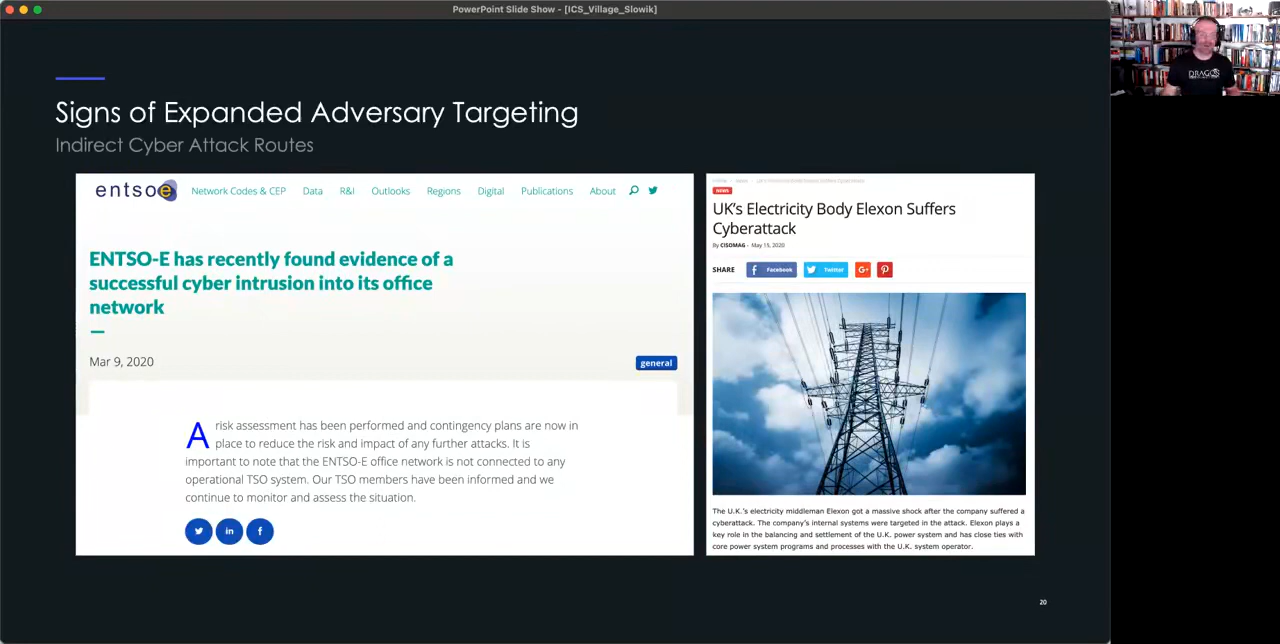 PowerPoint Slide Show - [ICS_Village_Slowik]
Signs of Expanded Adversary Targeting
Indirect Cyber Attack Routes
entsoe Network Codes & CEP Data R&I Outlooks Regions Digital Publications About
ENTSO-E has recently found evidence of a
successful cyber intrusion into its office
network
Mar 9, 2020
general
A risk assessment has been performed and contingency plans are now in
place to reduce the risk and impact of any further attacks. It is
important to note that the ENTSO-E office network is not connected to any
operational TSO system. Our TSO members have been informed and we
continue to monitor and assess the situation.
in f
NEWS
UK's Electricity Body Elexon Suffers
Cyberattack
By CISOMAG - May 15, 2020
SHARE f Facebook Twitter G+
The U.K.'s electricity middleman Elexon got a massive shock after the company suffered a
cyberattack. The company's internal systems were targeted in the attack. Elexon plays a
key role in the balancing and settlement of the U.K. power system and has close ties with
core power system programs and processes with the U.K. system operator.
20
DRAGOS